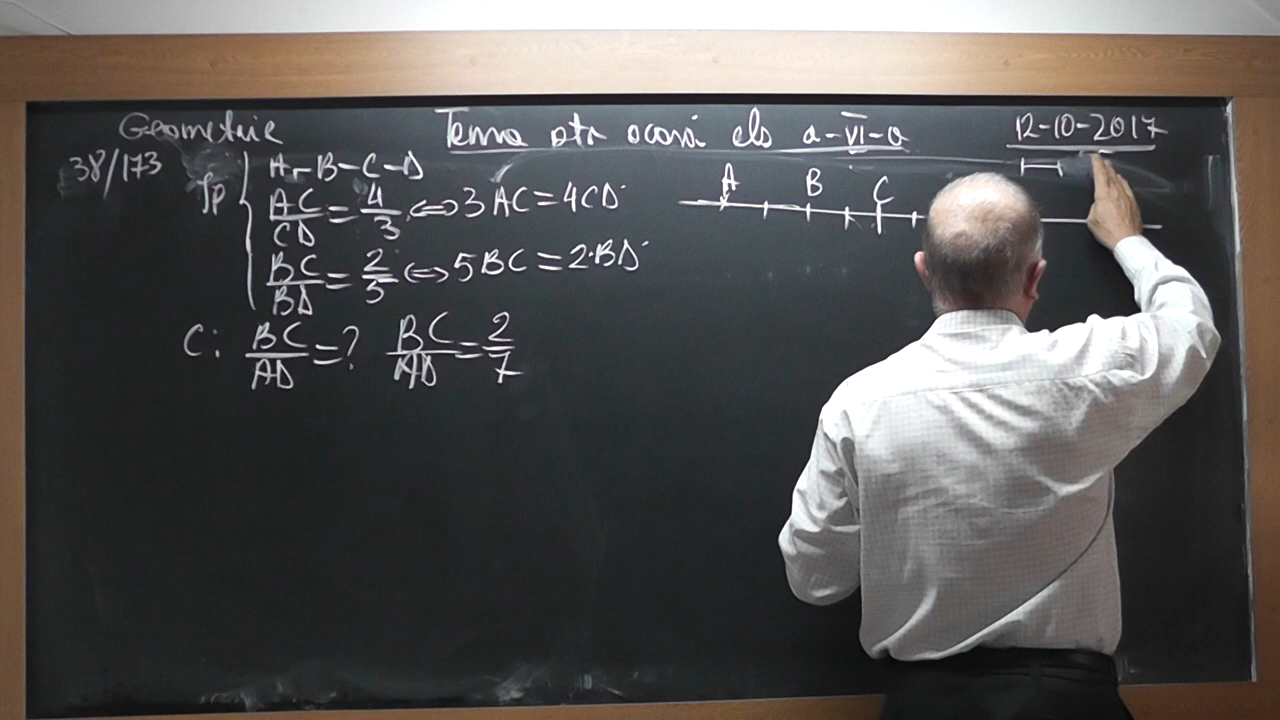 Geometrie Tema ptr acasă cls a-VI-a 12-10-2017
38/173
Ip { A-B-C-D
AC/CD = 4/3 ⇔ 3AC = 4CD
BC/BD = 2/5 ⇔ 5BC = 2·BD
C: BC/AD = ? BC/AD = 2/7
A B C